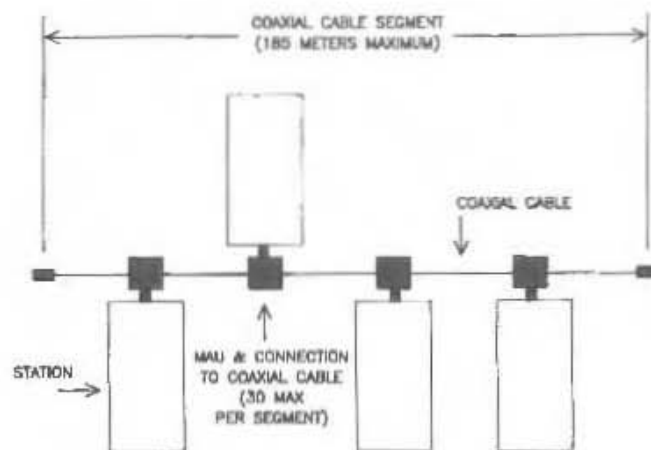 COAXIAL CABLE SEGMENT
(185 METERS MAXIMUM)
COAXIAL CABLE
STATION
MAU & CONNECTION
TO COAXIAL CABLE
(30 MAX
PER SEGMENT)